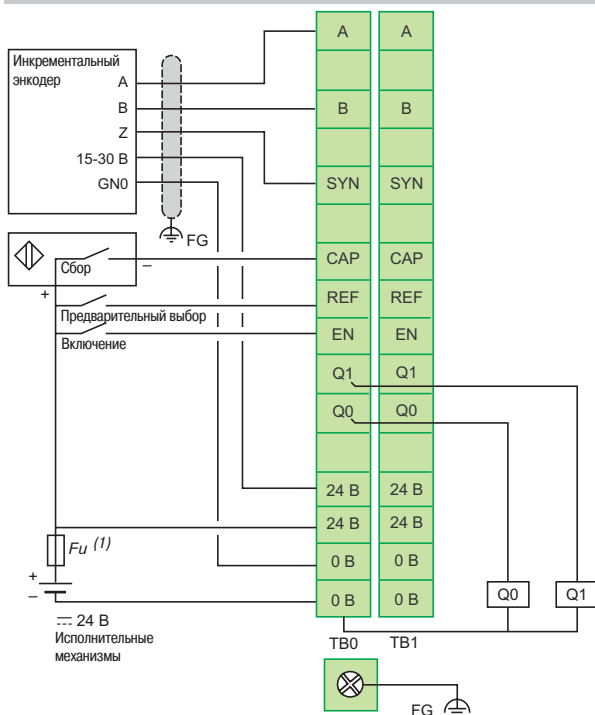 Инкрементальный
энкодер
A
B
Z
15-30 В
GN0
FG
Сбор
–
+
Предварительный выбор
Включение
Fu (1)
+
–
24 В
Исполнительные
механизмы
A A
B B
SYN SYN
CAP CAP
REF REF
EN EN
Q1 Q1
Q0 Q0
24 В 24 В
24 В 24 В
0 В 0 В
0 В 0 В
Q0 Q1
TB0 TB1
FG